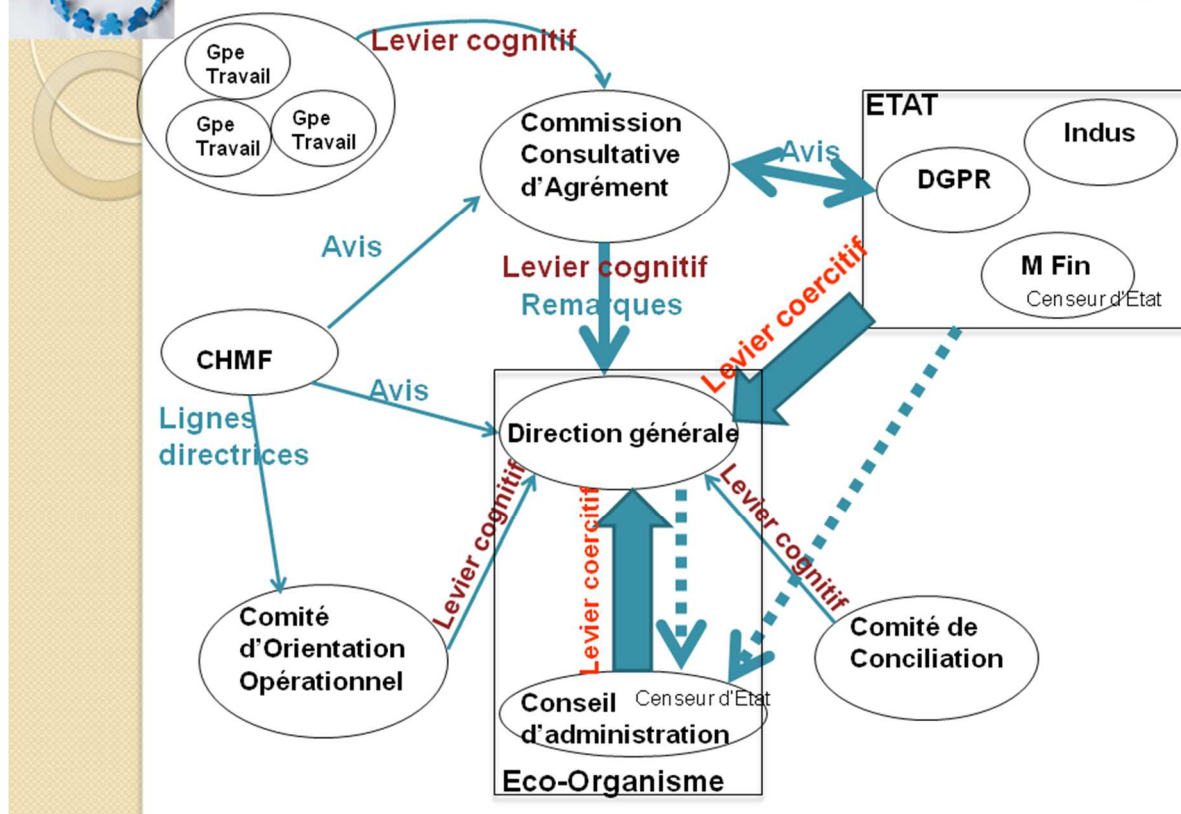 Levier cognitif
Gpe
Travail
Gpe
Travail
Gpe
Travail
Commission
Consultative
d'Agrément
Avis
ETAT
Indus
DGPR
M Fin
Censeur d'Etat
Avis
Levier cognitif
Remarques
Levier coercitif
CHMF
Avis
Lignes
directrices
Direction générale
Levier cognitif
Levier coercitif
Levier cognitif
Comité
d'Orientation
Opérationnel
Comité de
Conciliation
Censeur d'Etat
Conseil
d'administration
Eco-Organisme